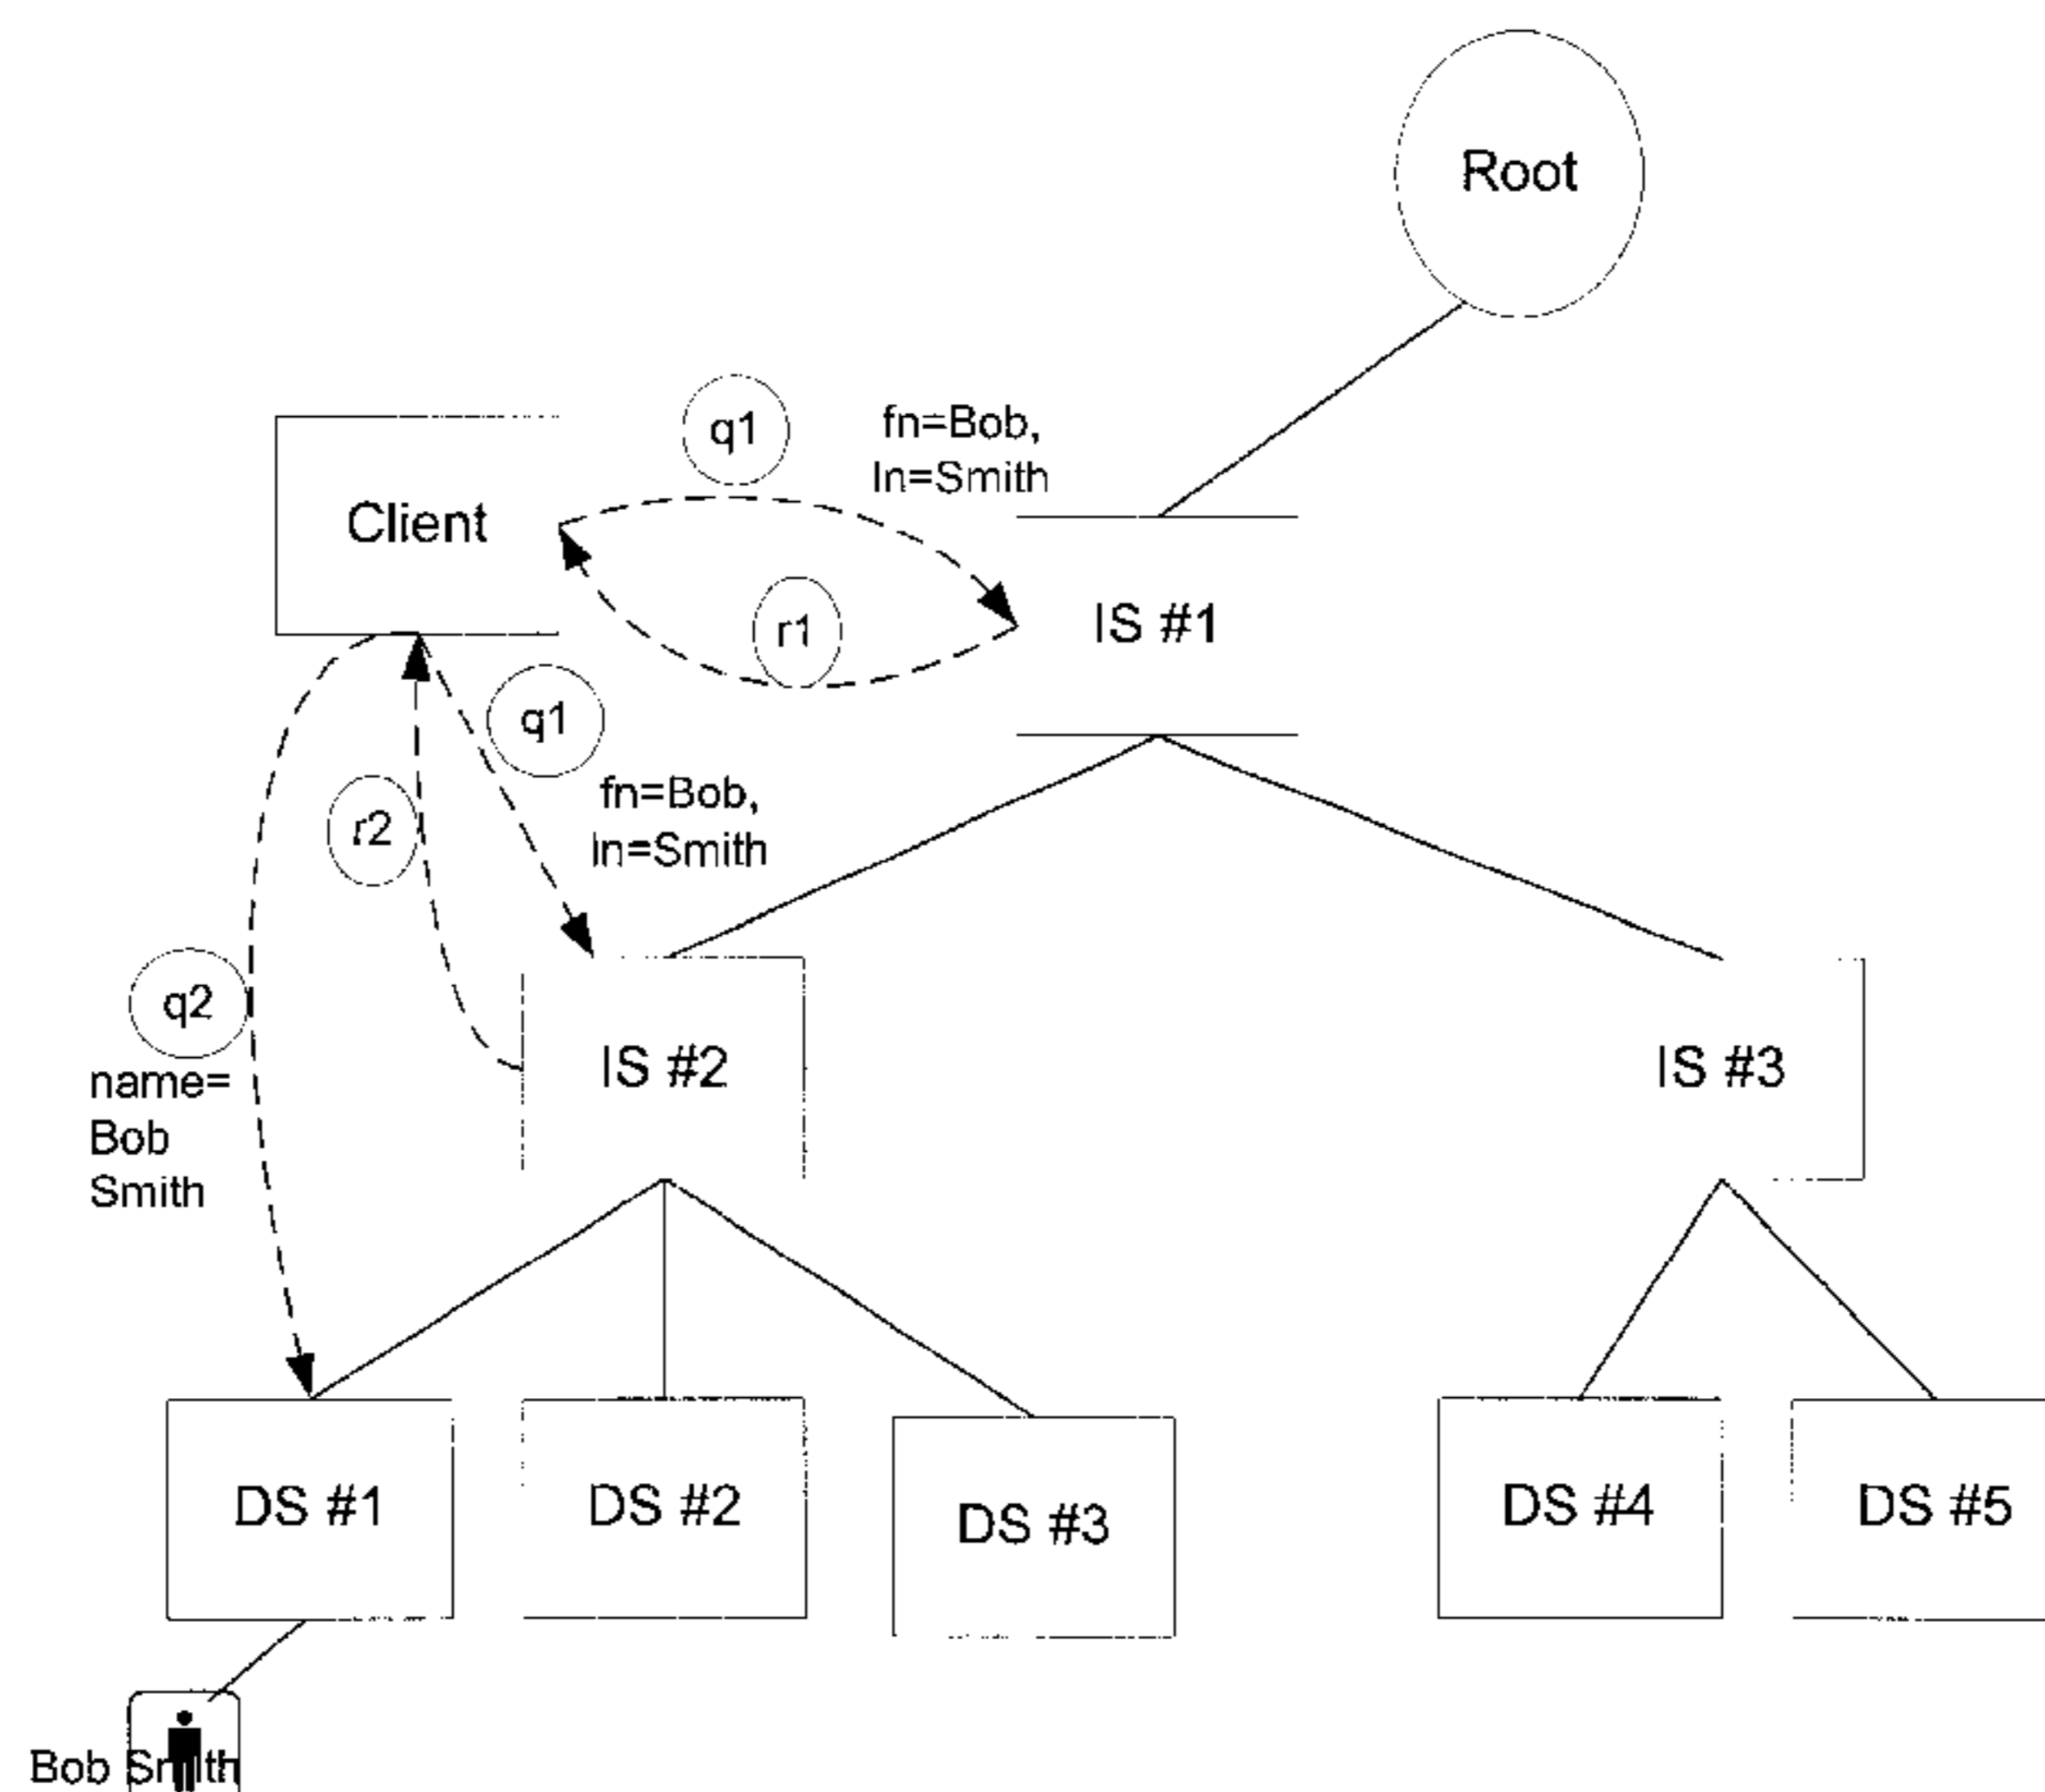 Root
q1
fn=Bob,
ln=Smith
Client
IS #1
r1
q1
fn=Bob,
ln=Smith
r2
q2
name=
Bob
Smith
IS #2
IS #3
DS #1
DS #2
DS #3
DS #4
DS #5
Bob Smith